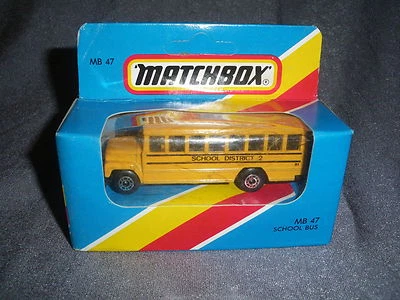 MB 47
MATCHBOX
SCHOOL DISTRICT 2
MB 47
SCHOOL BUS